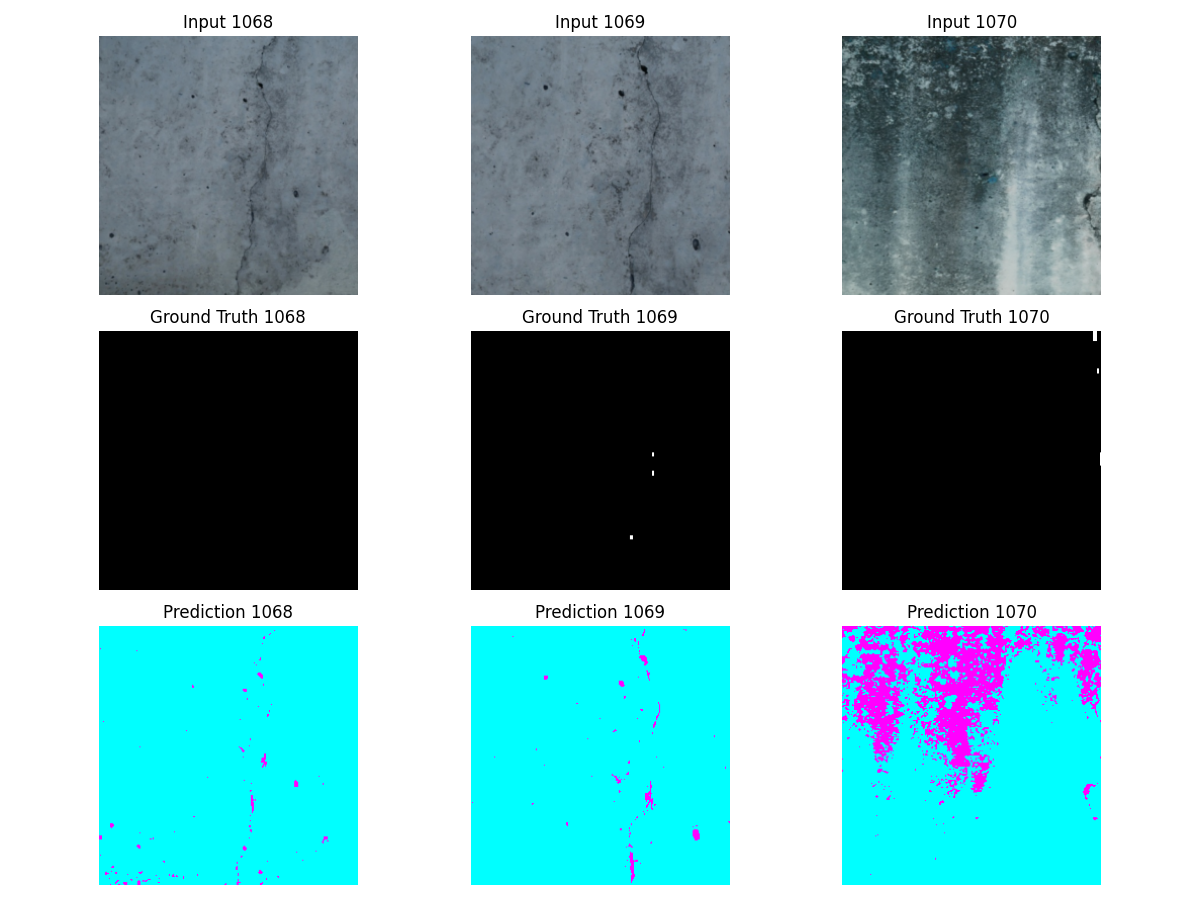 Input 1068
Input 1069
Input 1070
Ground Truth 1068
Ground Truth 1069
Ground Truth 1070
Prediction 1068
Prediction 1069
Prediction 1070